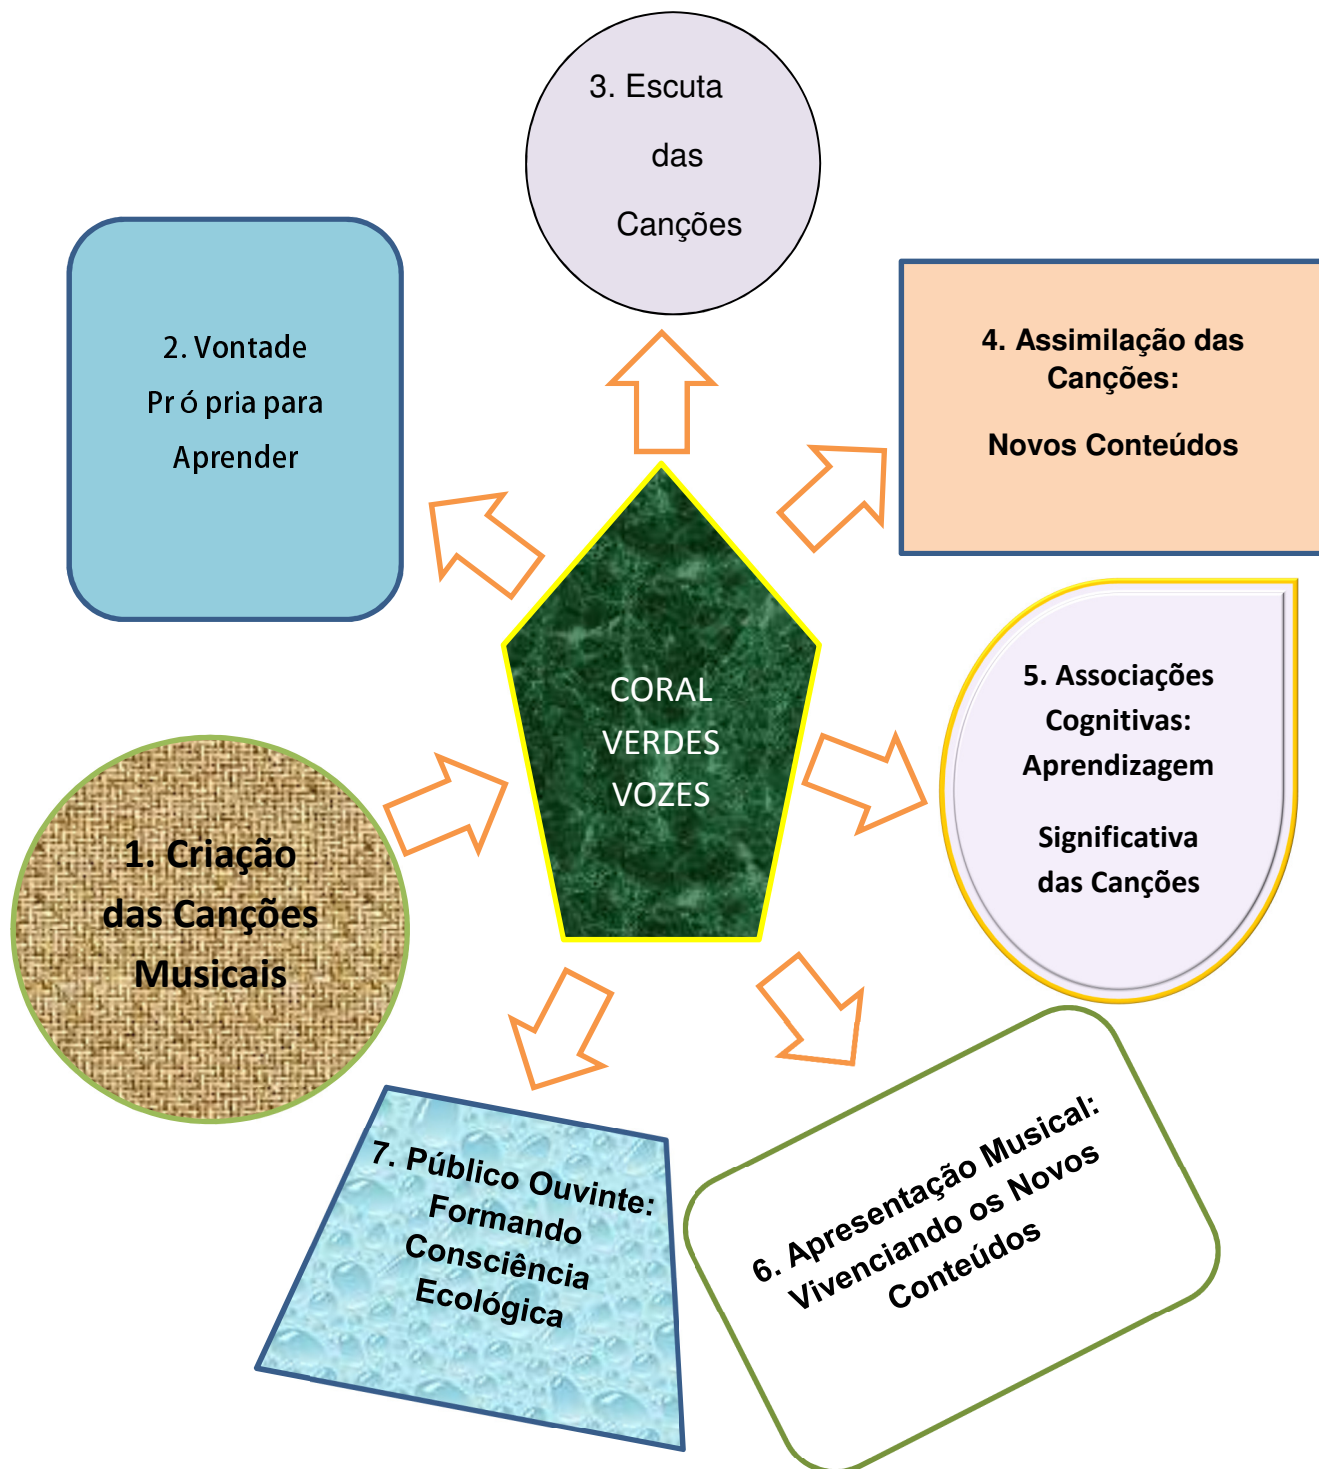 3. Escuta
das
Canções
2. Vontade
Pr ó pria para
Aprender
4. Assimilação das
Canções:
Novos Conteúdos
CORAL
VERDES
VOZES
5. Associações
Cognitivas:
Aprendizagem
Significativa
das Canções
1. Criação
das Canções
Musicais
6. Apresentação Musical:
Vivenciando os Novos
Conteúdos
7. Público Ouvinte:
Formando
Consciência
Ecológica